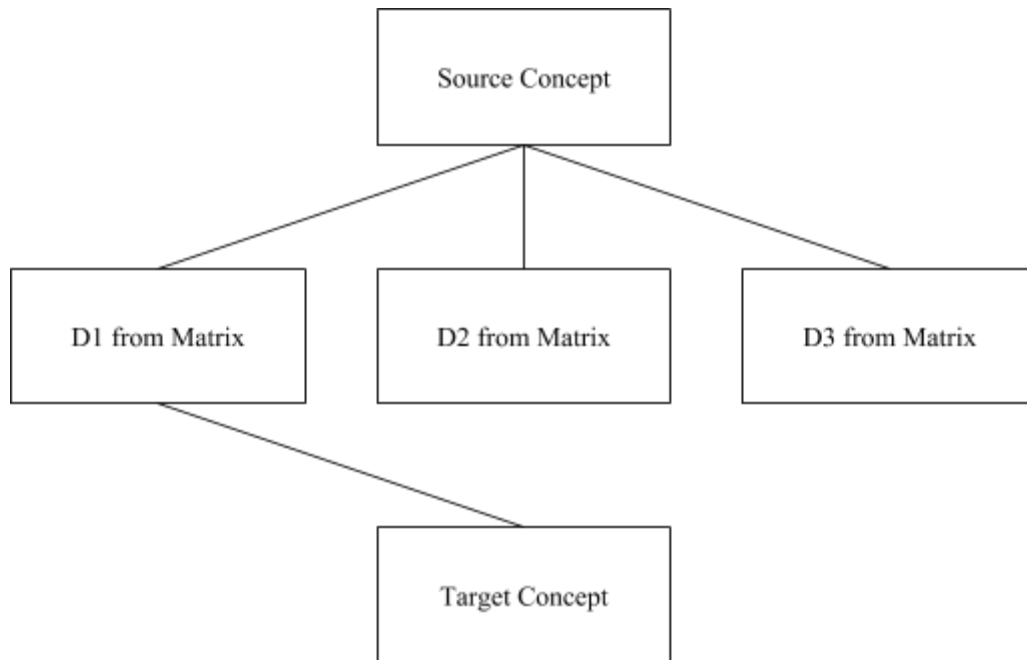 Source Concept
D1 from Matrix
D2 from Matrix
D3 from Matrix
Target Concept